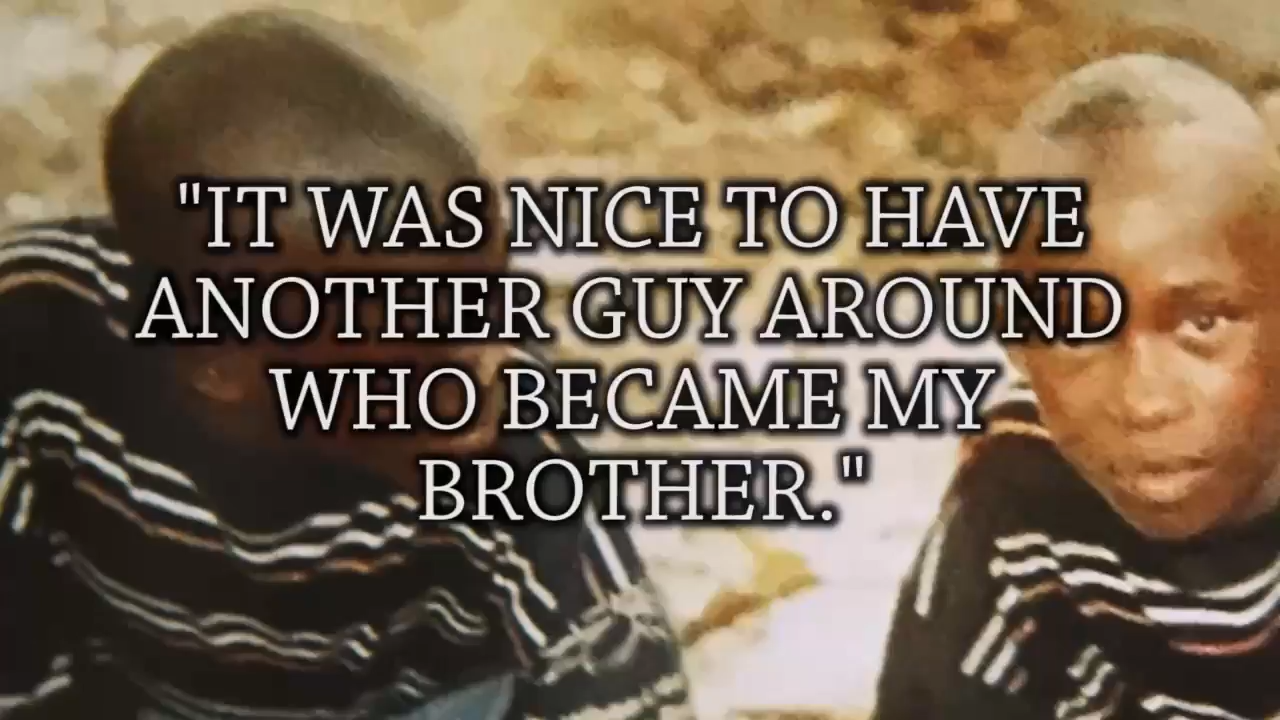 "IT WAS NICE TO HAVE
ANOTHER GUY AROUND
WHO BECAME MY
BROTHER."